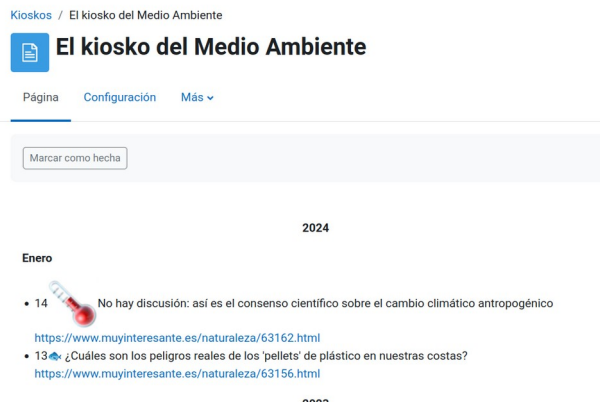 Kioskos / El kiosko del Medio Ambiente
El kiosko del Medio Ambiente
Página Configuración Más
Marcar como hecha
2024
Enero
14 No hay discusión: así es el consenso científico sobre el cambio climático antropogénico
https://www.muyinteresante.es/naturaleza/63162.html
13 ¿Cuáles son los peligros reales de los 'pellets' de plástico en nuestras costas?
https://www.muyinteresante.es/naturaleza/63156.html